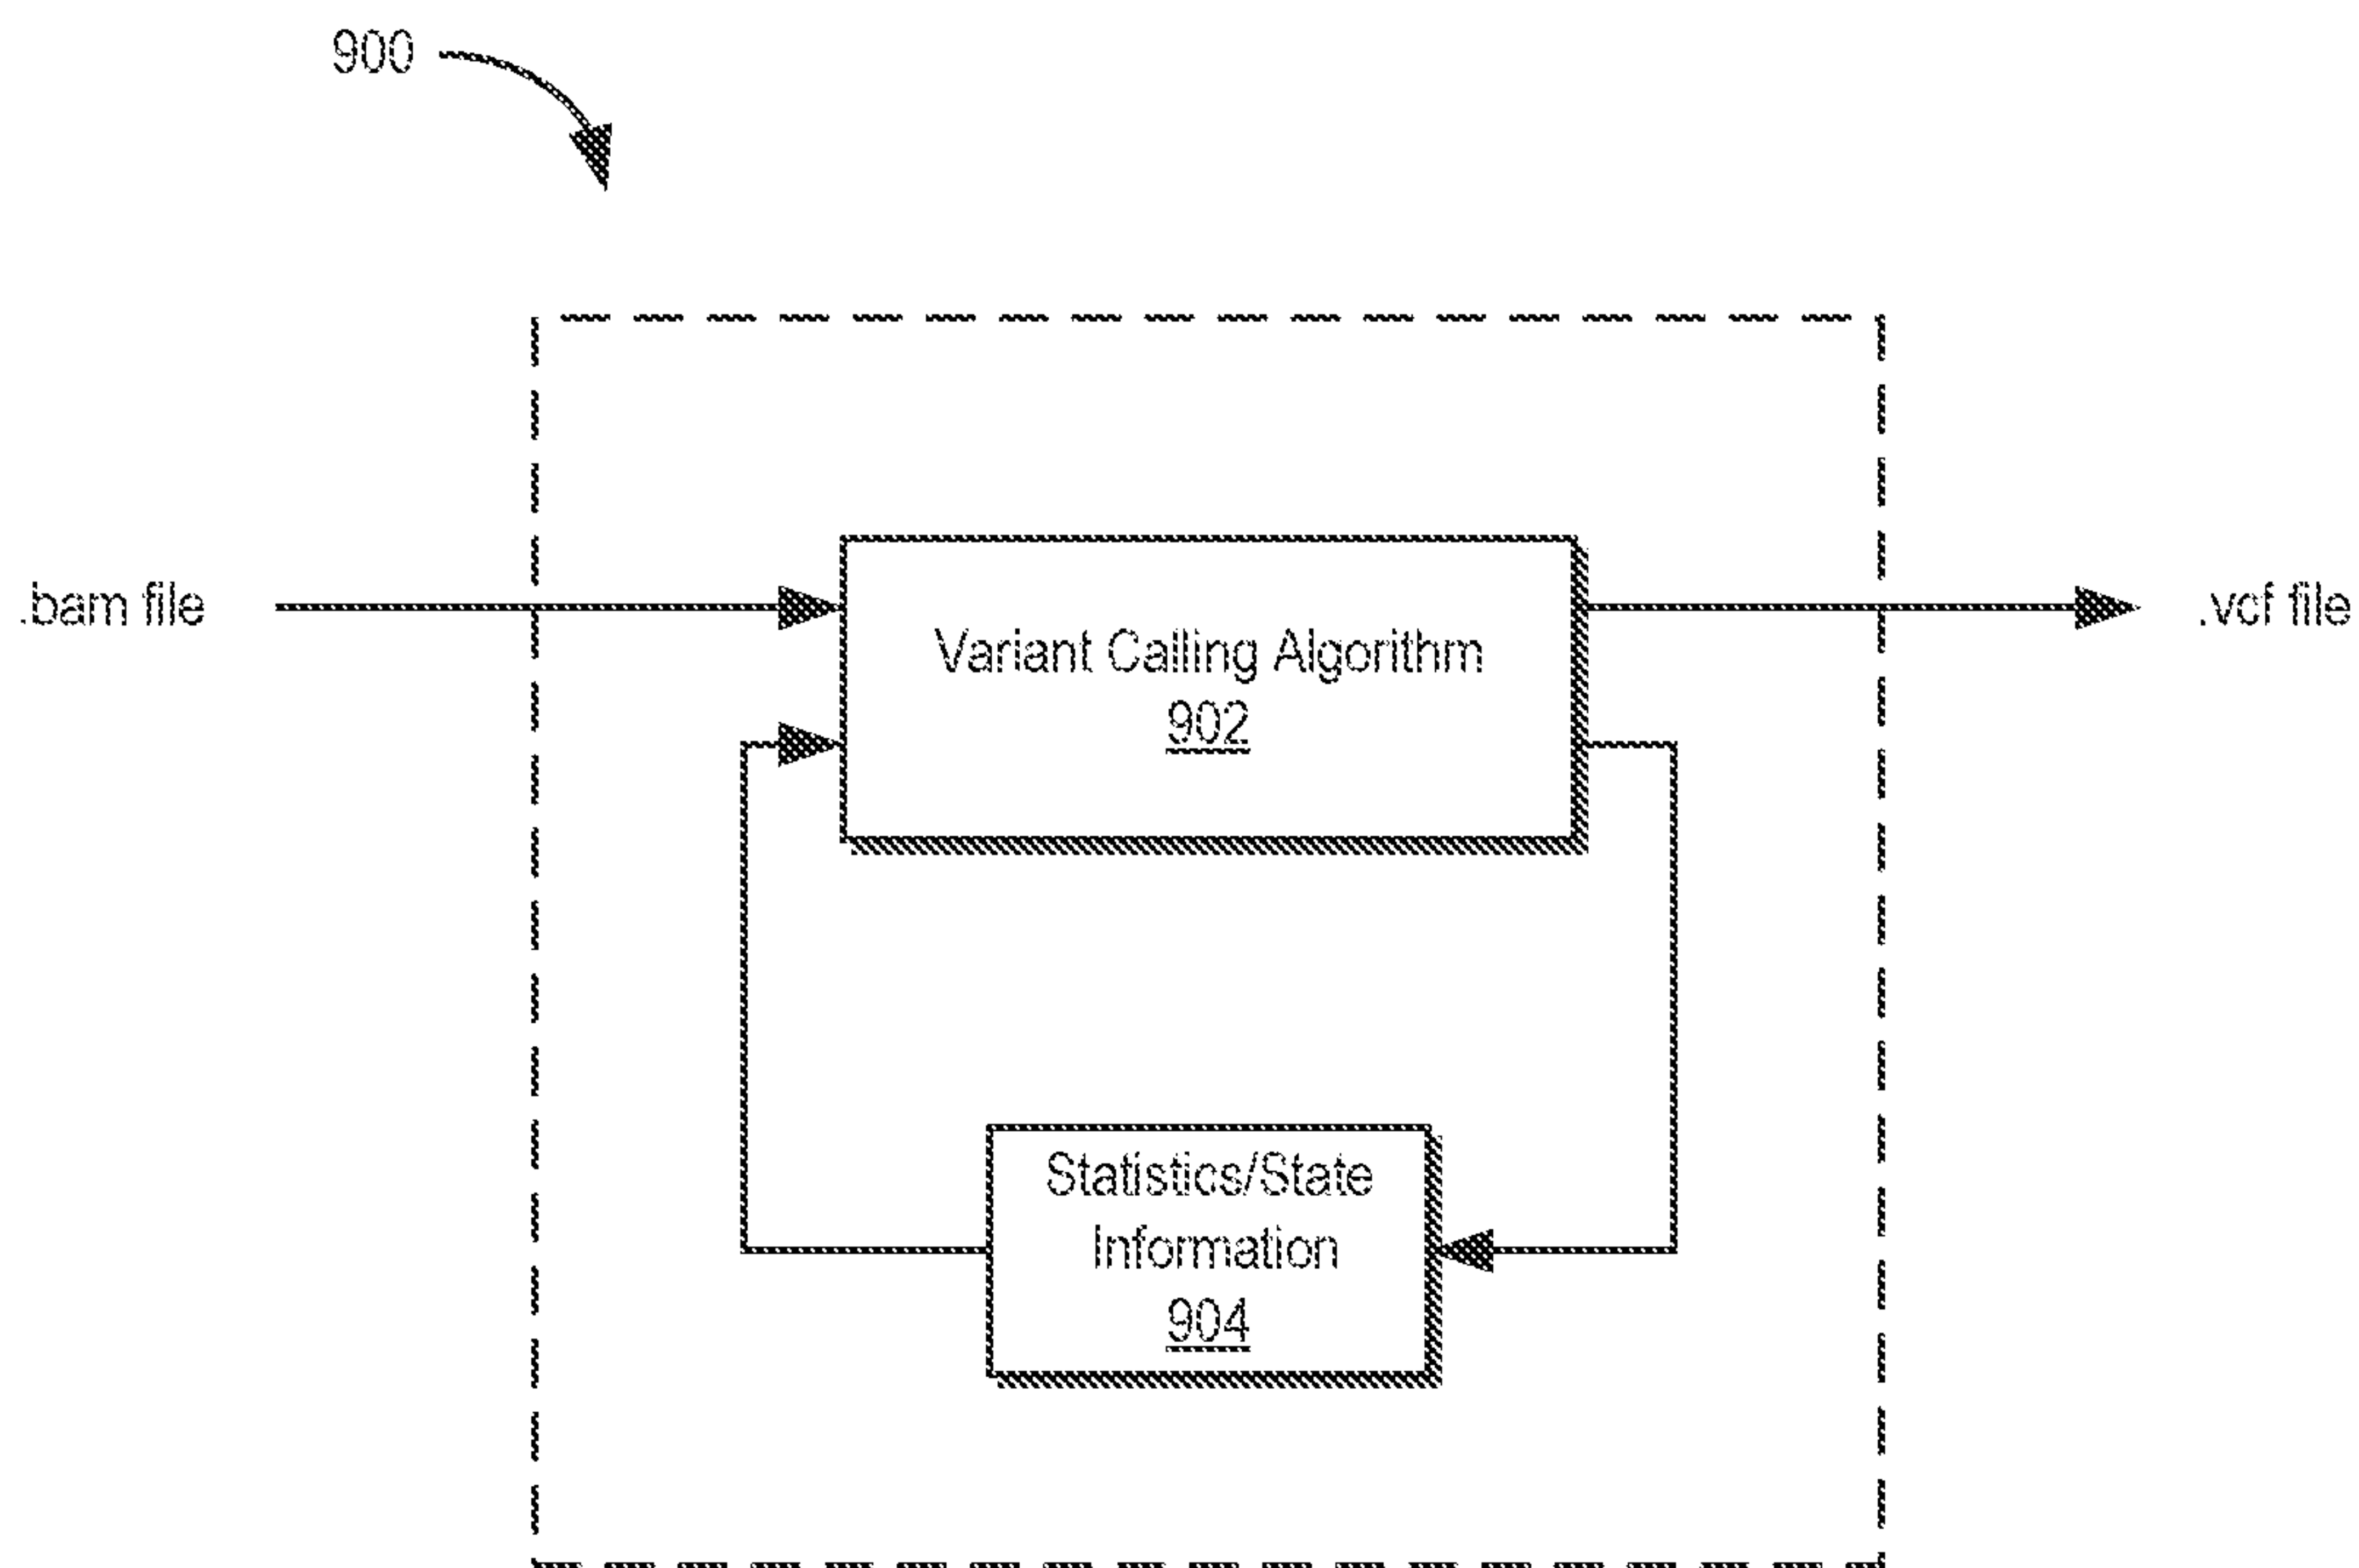 900
.bam file
Variant Calling Algorithm
902
.vcf file
Statistics/State
Information
904